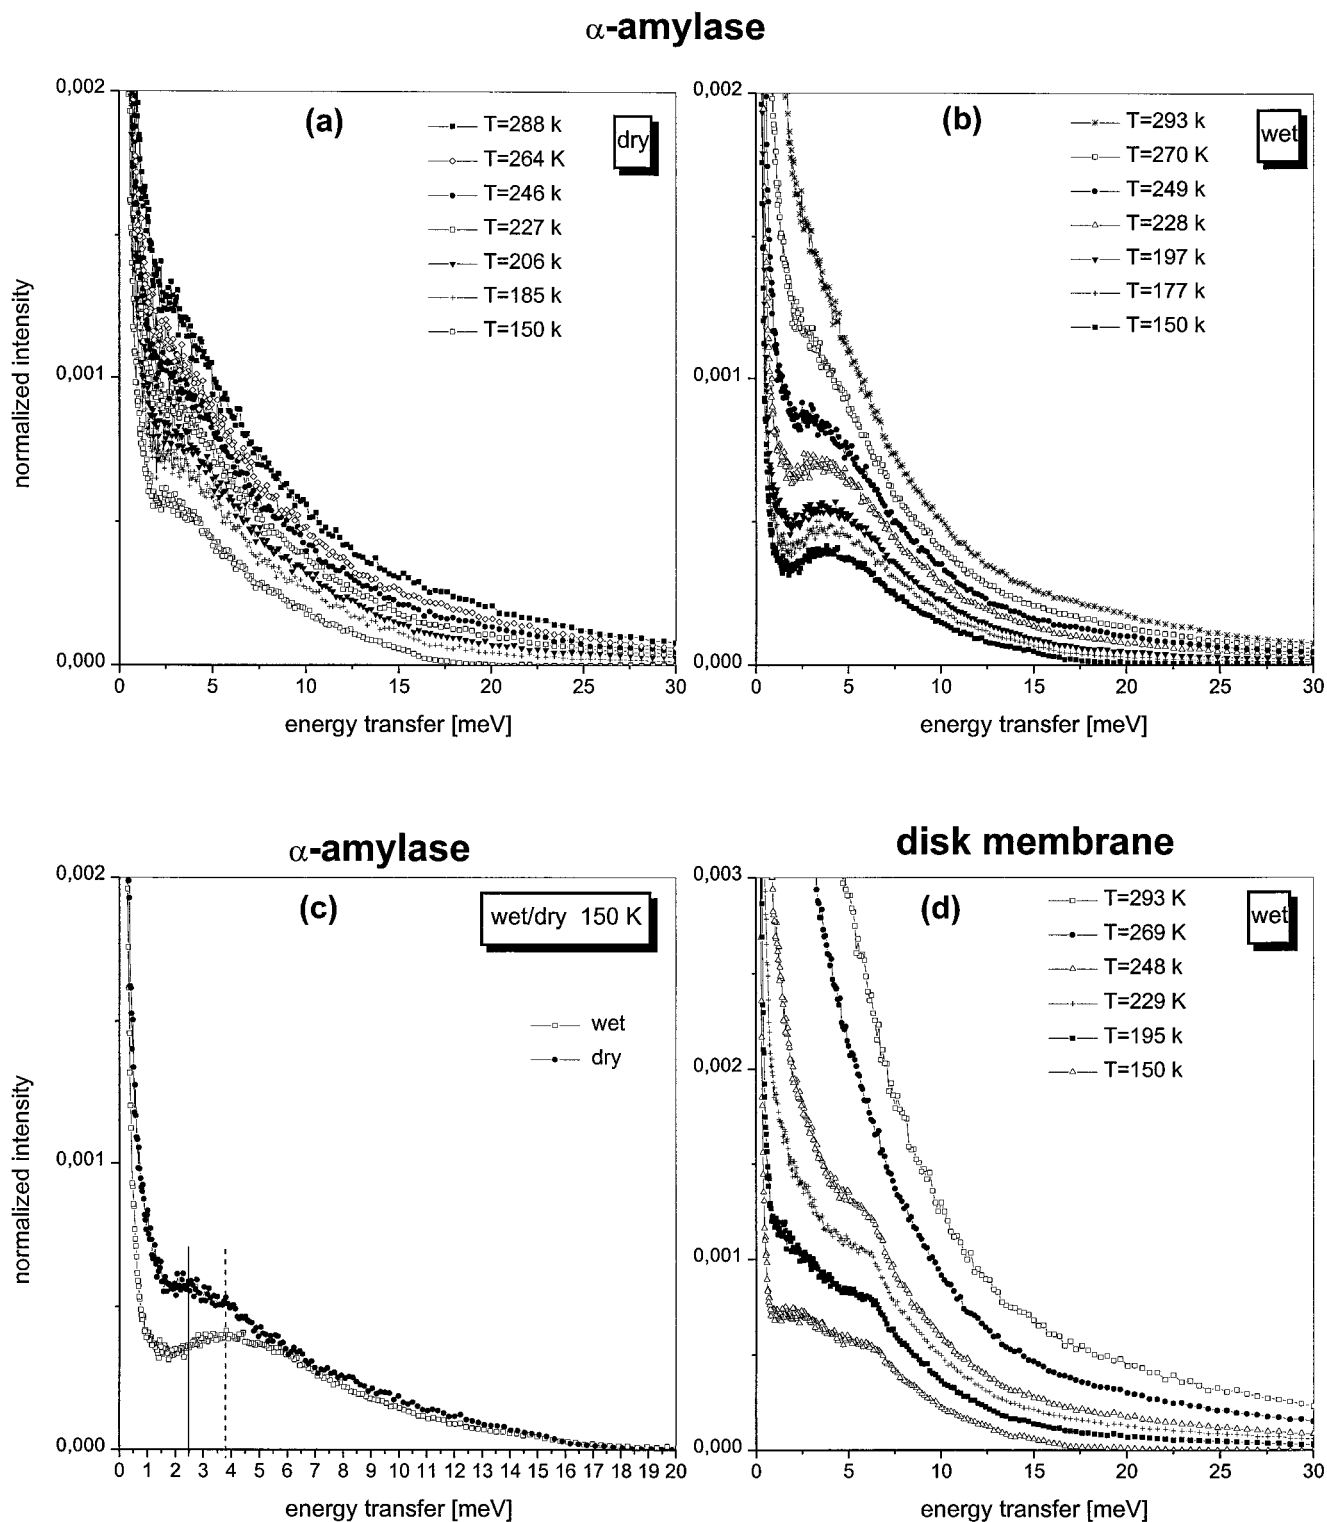 α-amylase
(a)
dry
T=288 k
T=264 K
T=246 k
T=227 k
T=206 k
T=185 k
T=150 k
0,002
0,001
0,000
normalized intensity
0 5 10 15 20 25 30
energy transfer [meV]
(b)
wet
T=293 k
T=270 K
T=249 k
T=228 k
T=197 k
T=177 k
T=150 k
0,002
0,001
0,000
0 5 10 15 20 25 30
energy transfer [meV]
α-amylase
(c)
wet/dry 150 K
wet
dry
0,002
0,001
0,000
normalized intensity
0 1 2 3 4 5 6 7 8 9 10 11 12 13 14 15 16 17 18 19 20
energy transfer [meV]
disk membrane
(d)
wet
T=293 K
T=269 K
T=248 k
T=229 K
T=195 k
T=150 k
0,003
0,002
0,001
0,000
0 5 10 15 20 25 30
energy transfer [meV]